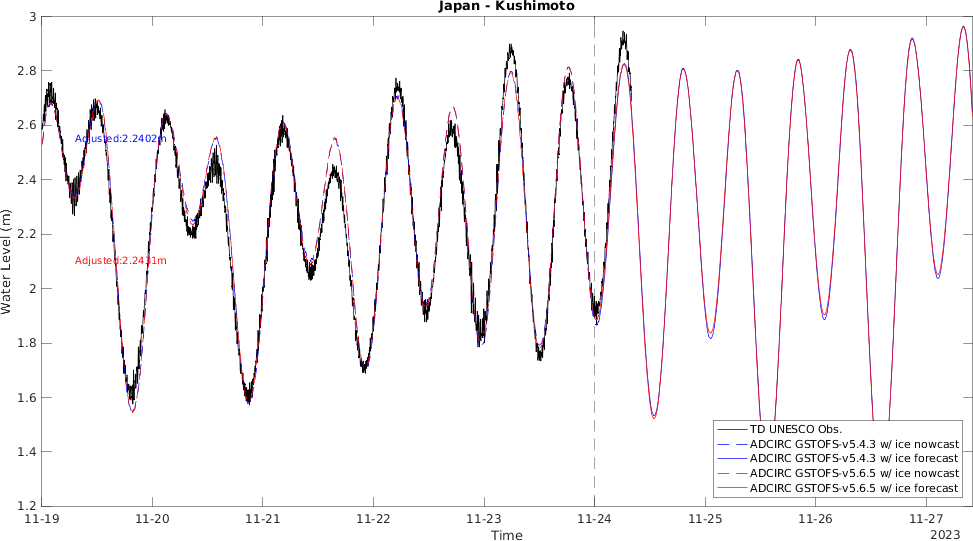 Japan - Kushimoto
3
2.8
2.6
2.4
2.2
2
1.8
1.6
1.4
1.2
Water Level (m)
Adjusted:2.2402m
Adjusted:2.2431m
TD UNESCO Obs.
ADCIRC GSTOFS-v5.4.3 w/ ice nowcast
ADCIRC GSTOFS-v5.4.3 w/ ice forecast
ADCIRC GSTOFS-v5.6.5 w/ ice nowcast
ADCIRC GSTOFS-v5.6.5 w/ ice forecast
11-19 11-20 11-21 11-22 11-23 11-24 11-25 11-26 11-27
Time
2023